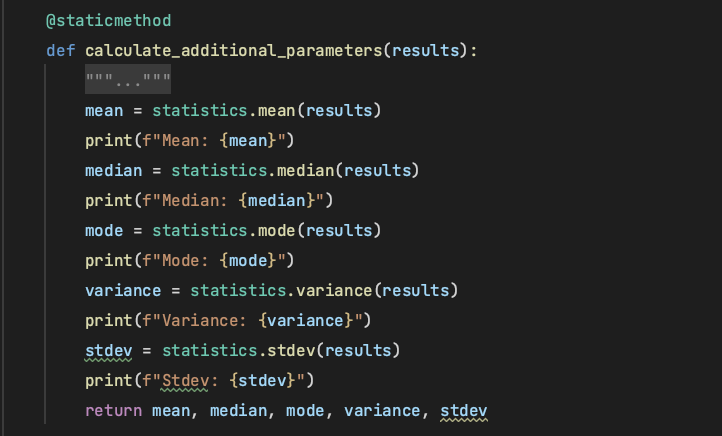 @staticmethod
def calculate_additional_parameters(results):
    """..."""
    mean = statistics.mean(results)
    print(f"Mean: {mean}")
    median = statistics.median(results)
    print(f"Median: {median}")
    mode = statistics.mode(results)
    print(f"Mode: {mode}")
    variance = statistics.variance(results)
    print(f"Variance: {variance}")
    stdev = statistics.stdev(results)
    print(f"Stdev: {stdev}")
    return mean, median, mode, variance, stdev